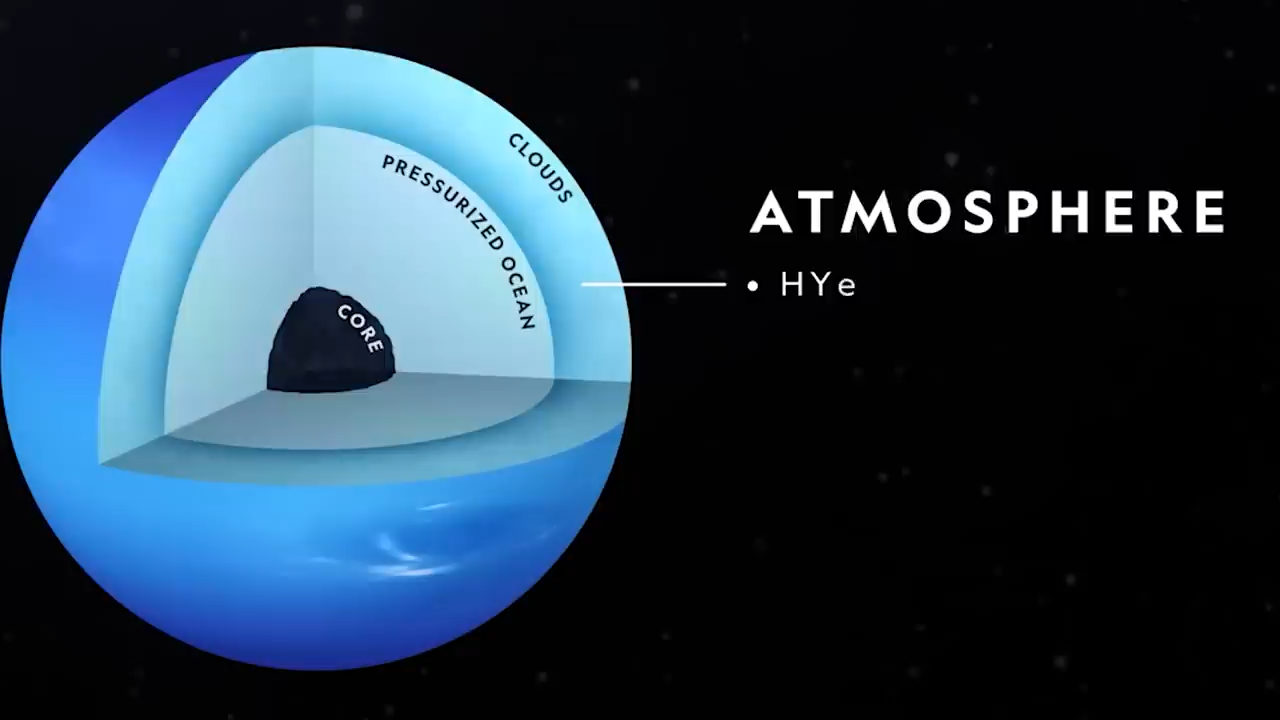 CLOUDS
PRESSURIZED OCEAN
CORE
ATMOSPHERE
• HYe